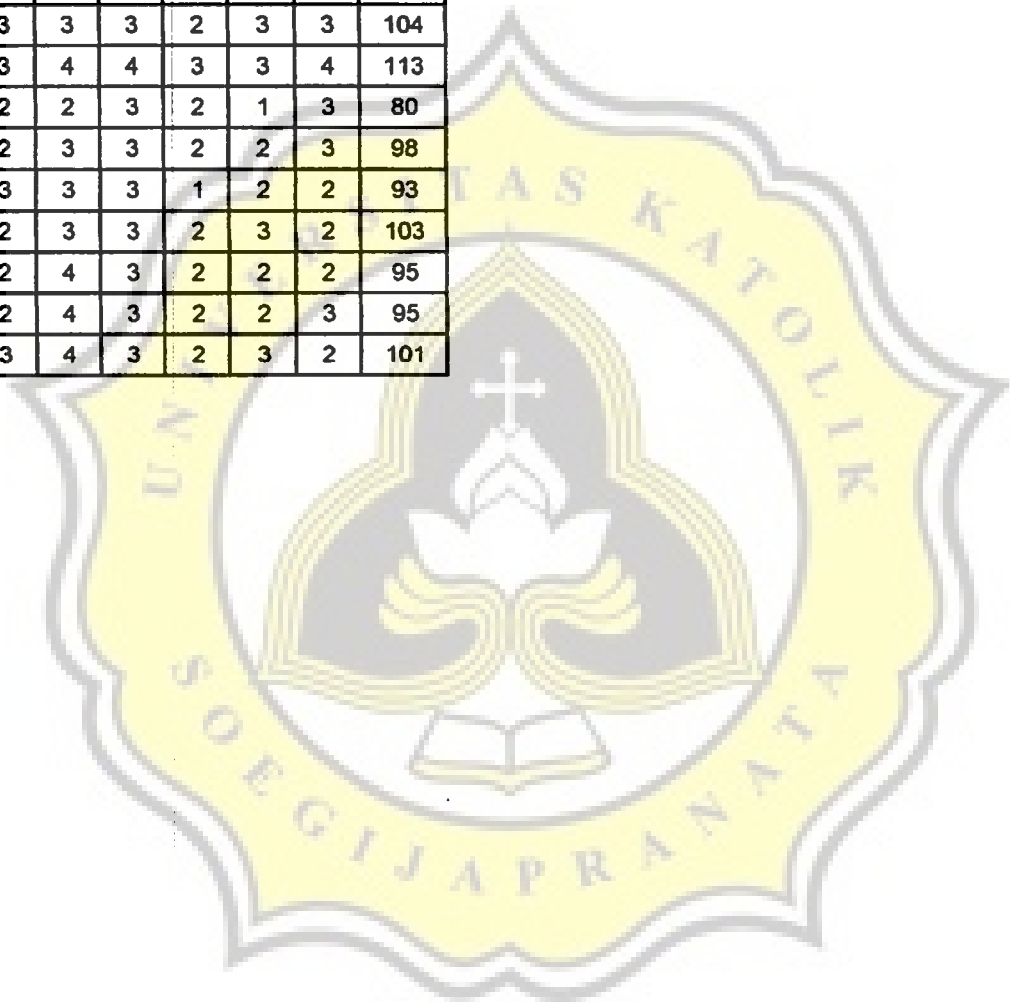 3 3 3 2 3 3 104
3 4 4 3 3 4 113
2 2 3 2 1 3 80
2 3 3 2 2 3 98
3 3 3 1 2 2 93
2 3 3 2 3 2 103
2 4 3 2 2 2 95
2 4 3 2 2 3 95
3 4 3 2 3 2 101
UNIVERSITAS KATOLIK
SOEGIJAPRANATA